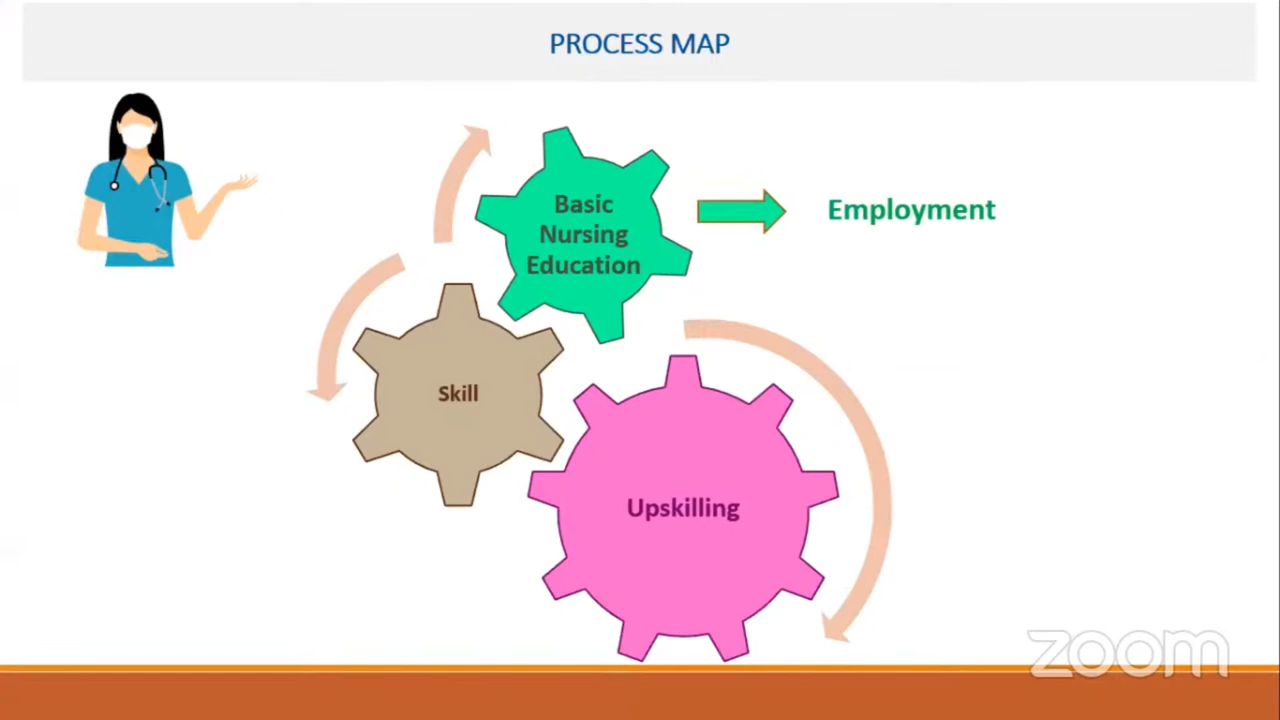 PROCESS MAP
Basic
Nursing
Education
Employment
Skill
Upskilling
zoom